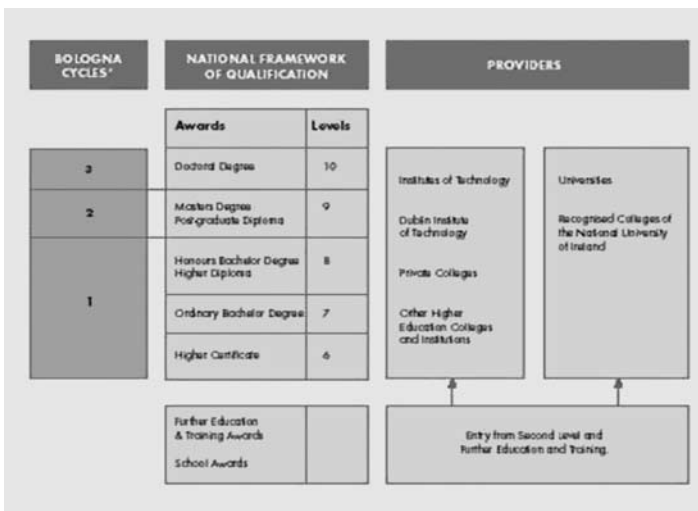 BOLOGNA
CYCLES*
NATIONAL FRAMEWORK
OF QUALIFICATION
PROVIDERS
Awards
Levels
3
Doctoral Degree
10
2
Masters Degree
Post-graduate Diploma
9
1
Honours Bachelor Degree
Higher Diploma
8
Ordinary Bachelor Degree
7
Higher Certificate
6
Institutes of Technology
Dublin Institute
of Technology
Private Colleges
Other Higher
Education Colleges
and Institutions
Universities
Recognised Colleges of
the National University
of Ireland
Further Education
& Training Awards
School Awards
Entry from Second Level and
Further Education and Training.